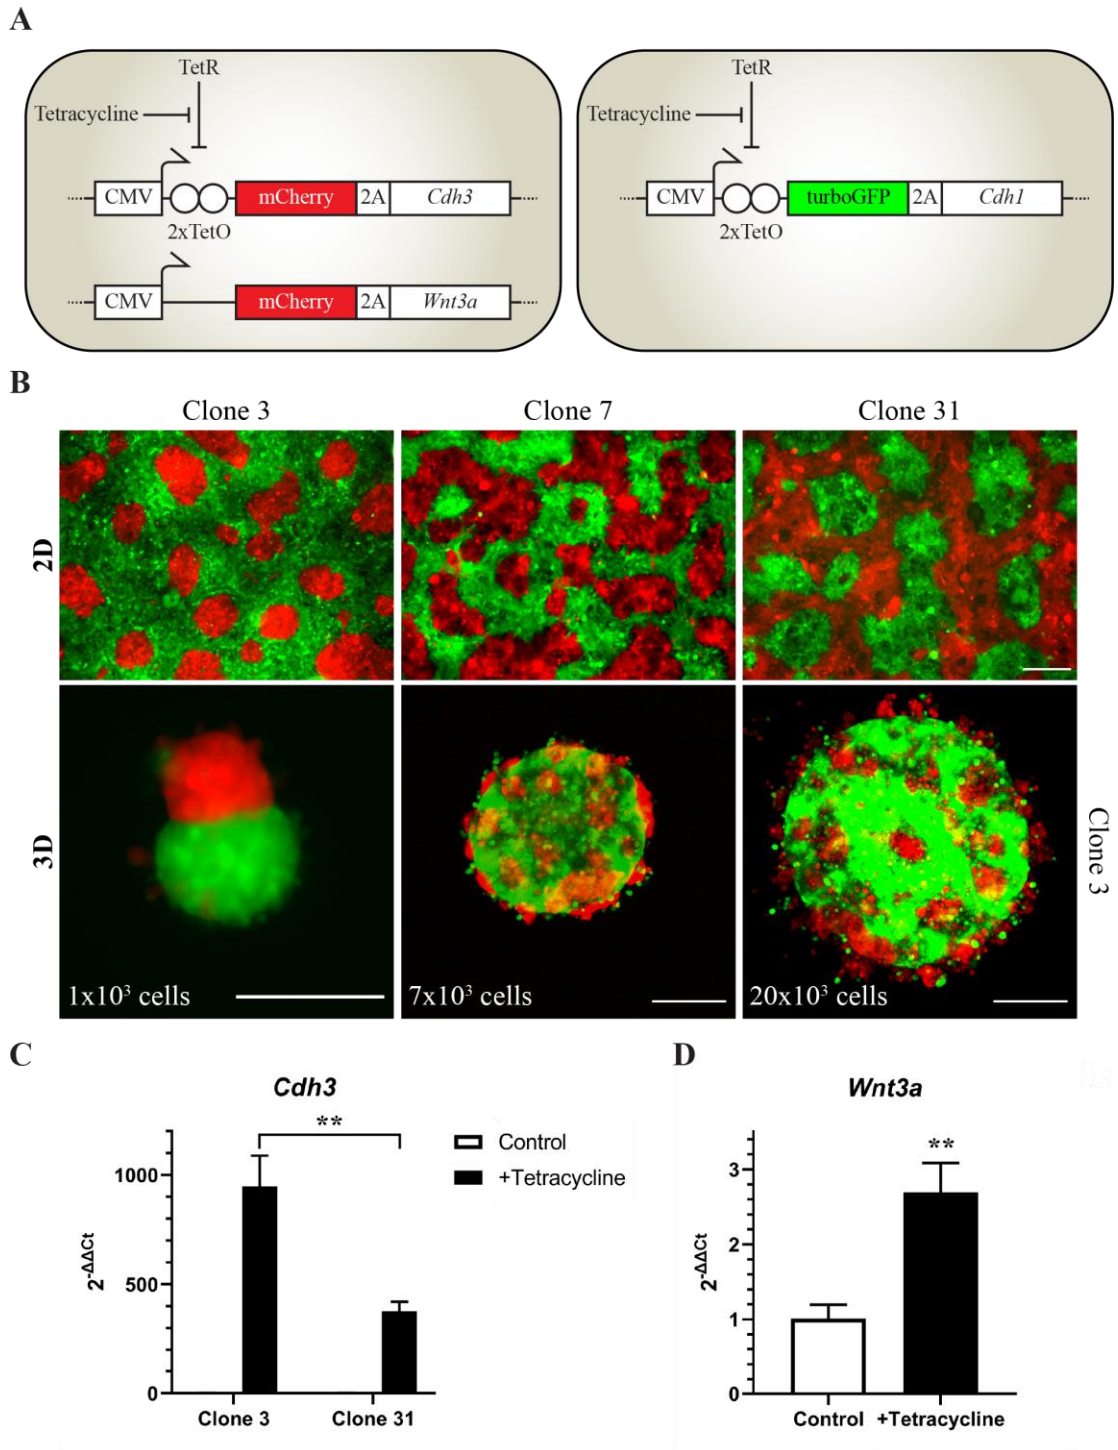 A
TetR TetR
Tetracycline Tetracycline
CMV mCherry 2A Cdh3 CMV turboGFP 2A Cdh1
2xTetO 2xTetO
CMV mCherry 2A Wnt3a
B
Clone 3 Clone 7 Clone 31
2D
3D
Clone 3
1x10³ cells 7x10³ cells 20x10³ cells
C
Cdh3
**
Control
+Tetracycline
2^-ΔΔCt
1000
500
0
Clone 3 Clone 31
D
Wnt3a
**
2^-ΔΔCt
3
2
1
0
Control +Tetracycline